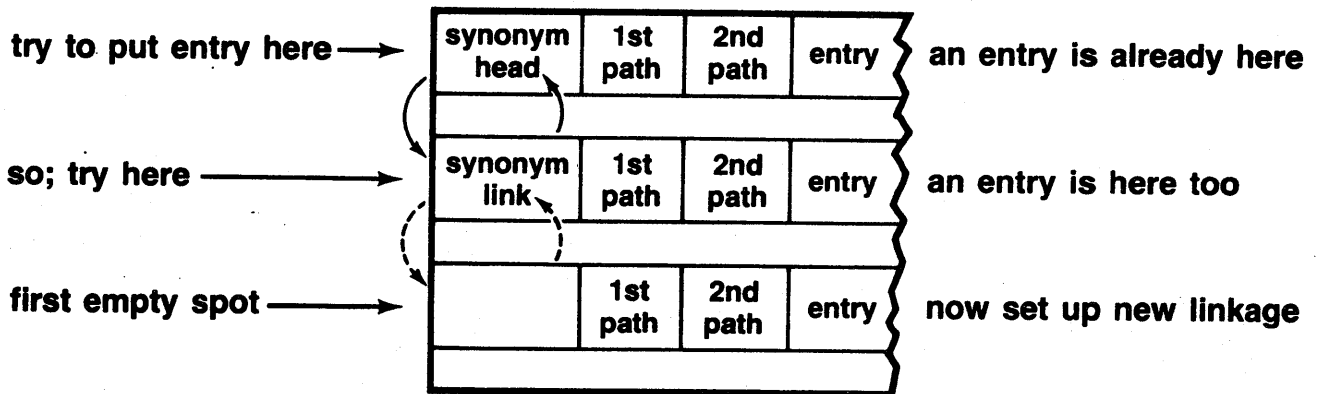 try to put entry here
synonym head
1st path
2nd path
entry
an entry is already here
so; try here
synonym link
1st path
2nd path
entry
an entry is here too
first empty spot
1st path
2nd path
entry
now set up new linkage